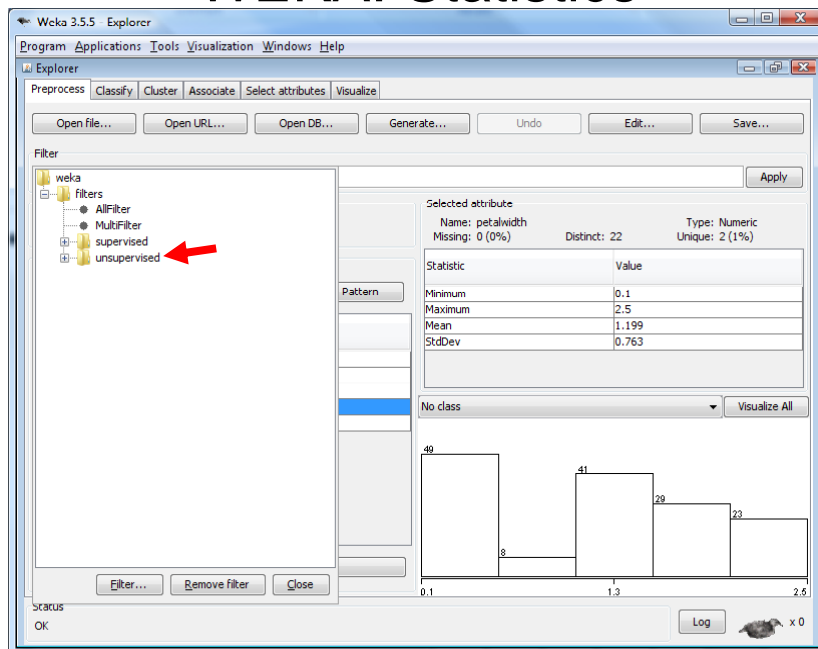 WEKA: Statistics
Weka 3.5.5 - Explorer
Program Applications Tools Visualization Windows Help
Explorer
Preprocess Classify Cluster Associate Select attributes Visualize
Open file... Open URL... Open DB... Generate... Undo Edit... Save...
Filter
weka
filters
AllFilter
MultiFilter
supervised
unsupervised
Filter... Remove filter Close
Apply
Pattern
Selected attribute
Name: petalwidth Type: Numeric
Missing: 0 (0%) Distinct: 22 Unique: 2 (1%)
Statistic Value
Minimum 0.1
Maximum 2.5
Mean 1.199
StdDev 0.763
No class Visualize All
49
8
41
29
23
0.1 1.3 2.5
Status
OK
Log x 0